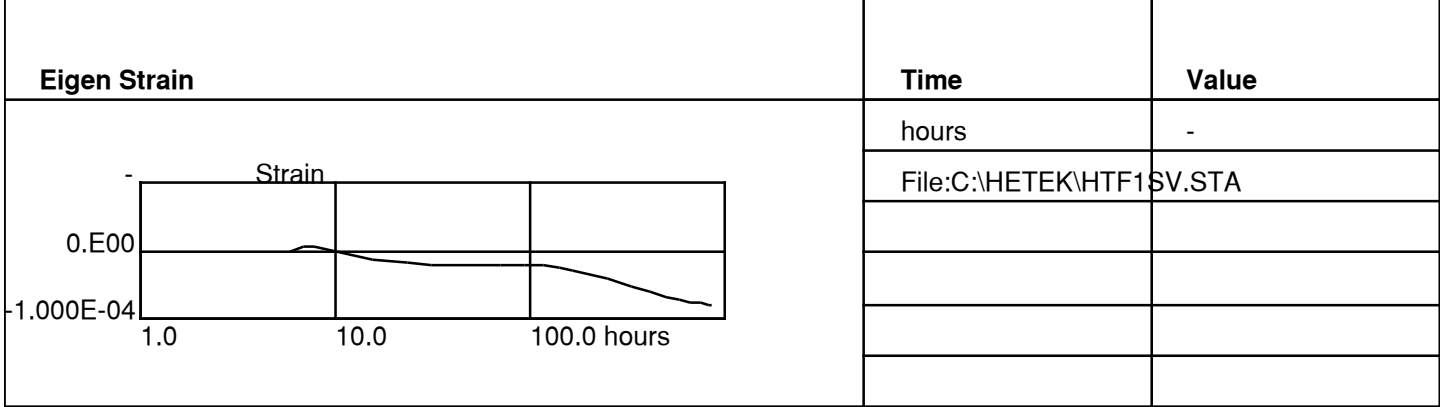 Eigen Strain
Time
Value
hours
-
File:C:\HETEK\HTF1SV.STA
- Strain
0.E00
-1.000E-04
1.0 10.0 100.0 hours